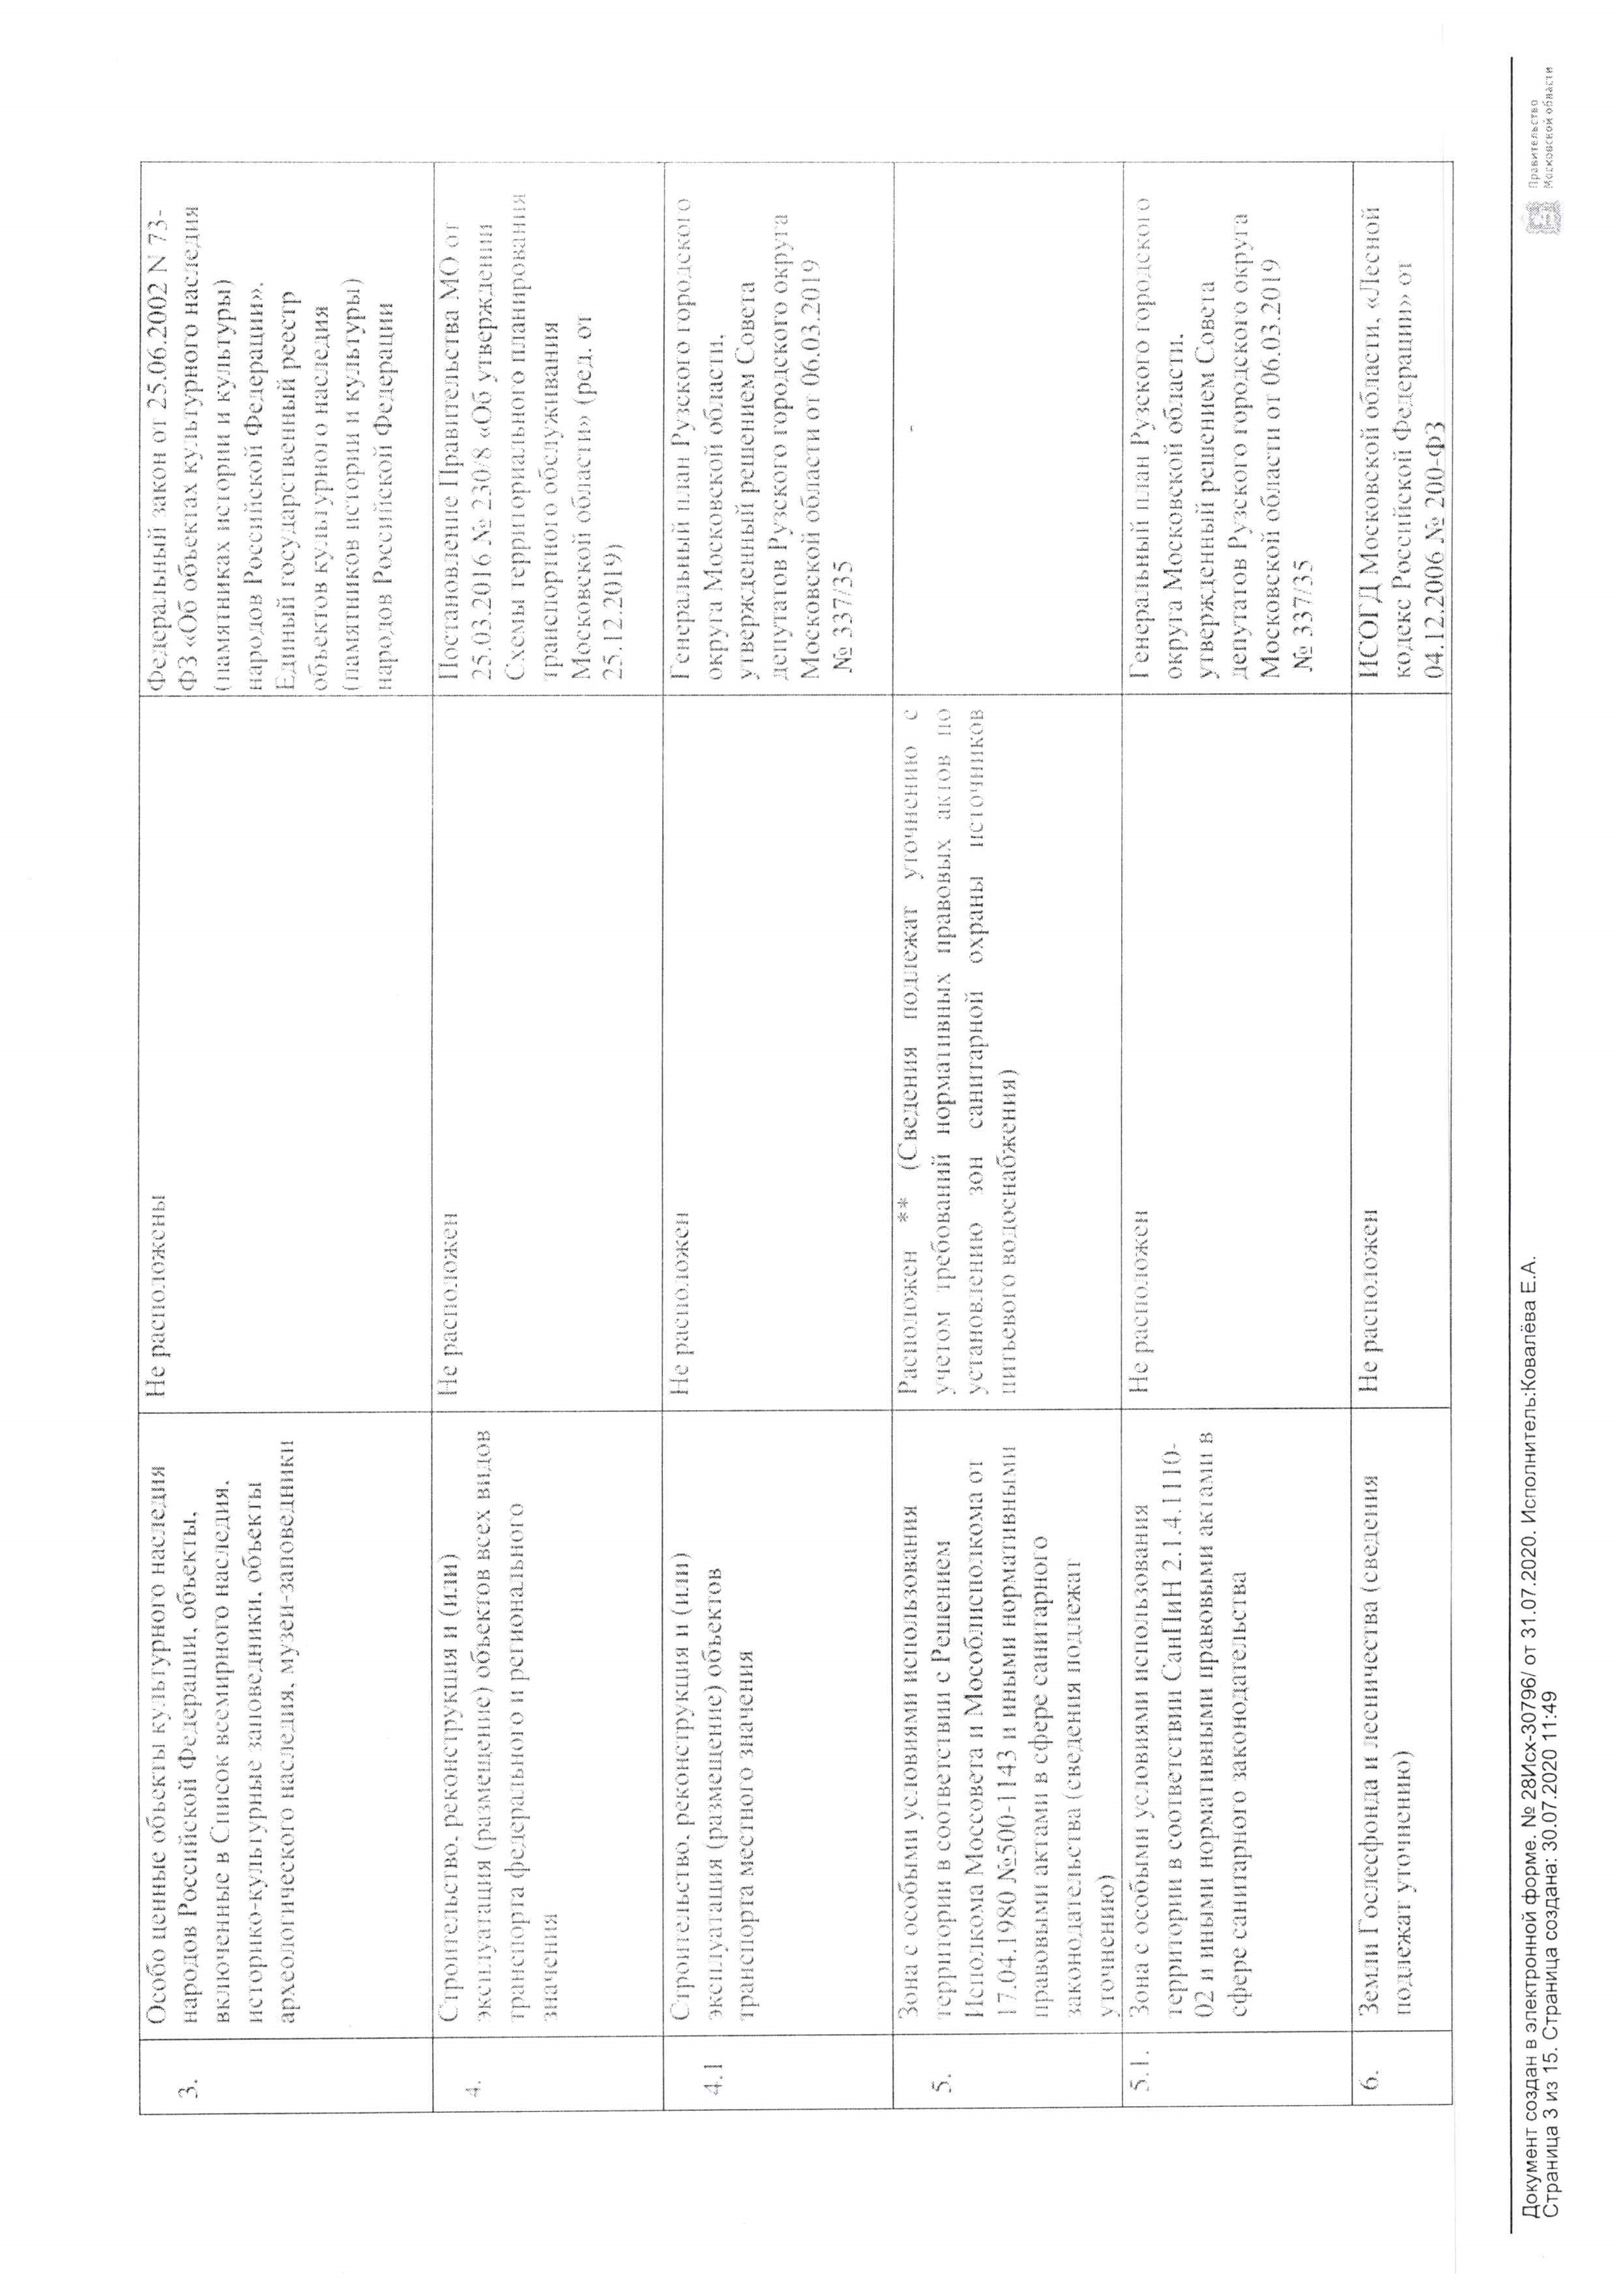 3.
Особо ценные объекты культурного наследия
народов Российской Федерации, объекты,
включенные в Список всемирного наследия,
историко-культурные заповедники, объекты
археологического наследия, музеи-заповедники
Не расположены
Федеральный закон от 25.06.2002 N 73-
ФЗ «Об объектах культурного наследия
(памятниках истории и культуры)
народов Российской Федерации».
Единый государственный реестр
объектов культурного наследия
(памятников истории и культуры)
народов Российской Федерации
4.
Строительство, реконструкция и (или)
эксплуатация (размещение) объектов всех видов
транспорта федерального и регионального
значения
Не расположен
Постановление Правительства МО от
25.03.2016 № 230/8 «Об утверждении
Схемы территориального планирования
транспортного обслуживания
Московской области» (ред. от
25.12.2019)
4.1
Строительство, реконструкция и (или)
эксплуатация (размещение) объектов
транспорта местного значения
Не расположен
Генеральный план Рузского городского
округа Московской области,
утвержденный решением Совета
депутатов Рузского городского округа
Московской области от 06.03.2019
№ 337/35
5.
Зона с особыми условиями использования
территории в соответствии с Решением
Исполкома Моссовета и Мособлисполкома от
17.04.1980 №500-1143 и иными нормативными
правовыми актами в сфере санитарного
законодательства (сведения подлежат
уточнению)
Расположен ** (Сведения подлежат уточнению с
учетом требований нормативных правовых актов по
установлению зон санитарной охраны источников
питьевого водоснабжения)
-
5.1.
Зона с особыми условиями использования
территории в соответствии СанПиН 2.1.4.1110-
02 и иными нормативными правовыми актами в
сфере санитарного законодательства
Не расположен
Генеральный план Рузского городского
округа Московской области,
утвержденный решением Совета
депутатов Рузского городского округа
Московской области от 06.03.2019
№ 337/35
6.
Земли Гослесфонда и лесничества (сведения
подлежат уточнению)
Не расположен
ИСОГД Московской области, «Лесной
кодекс Российской Федерации» от
04.12.2006 № 200-ФЗ
Документ создан в электронной форме. № 28Исх-30796/ от 31.07.2020. Исполнитель:Ковалёва Е.А.
Страница 3 из 15. Страница создана: 30.07.2020 11:49
Правительство
Московской области